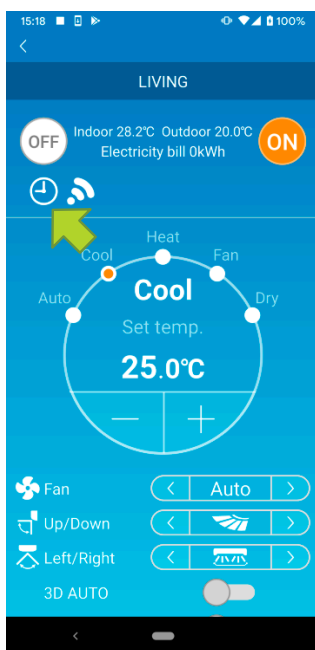 15:18 100%
LIVING
OFF Indoor 28.2℃ Outdoor 20.0℃ ON
Electricity bill 0kWh
Heat
Cool Fan
Auto Cool Dry
Set temp.
25.0℃
Fan Auto
Up/Down
Left/Right
3D AUTO